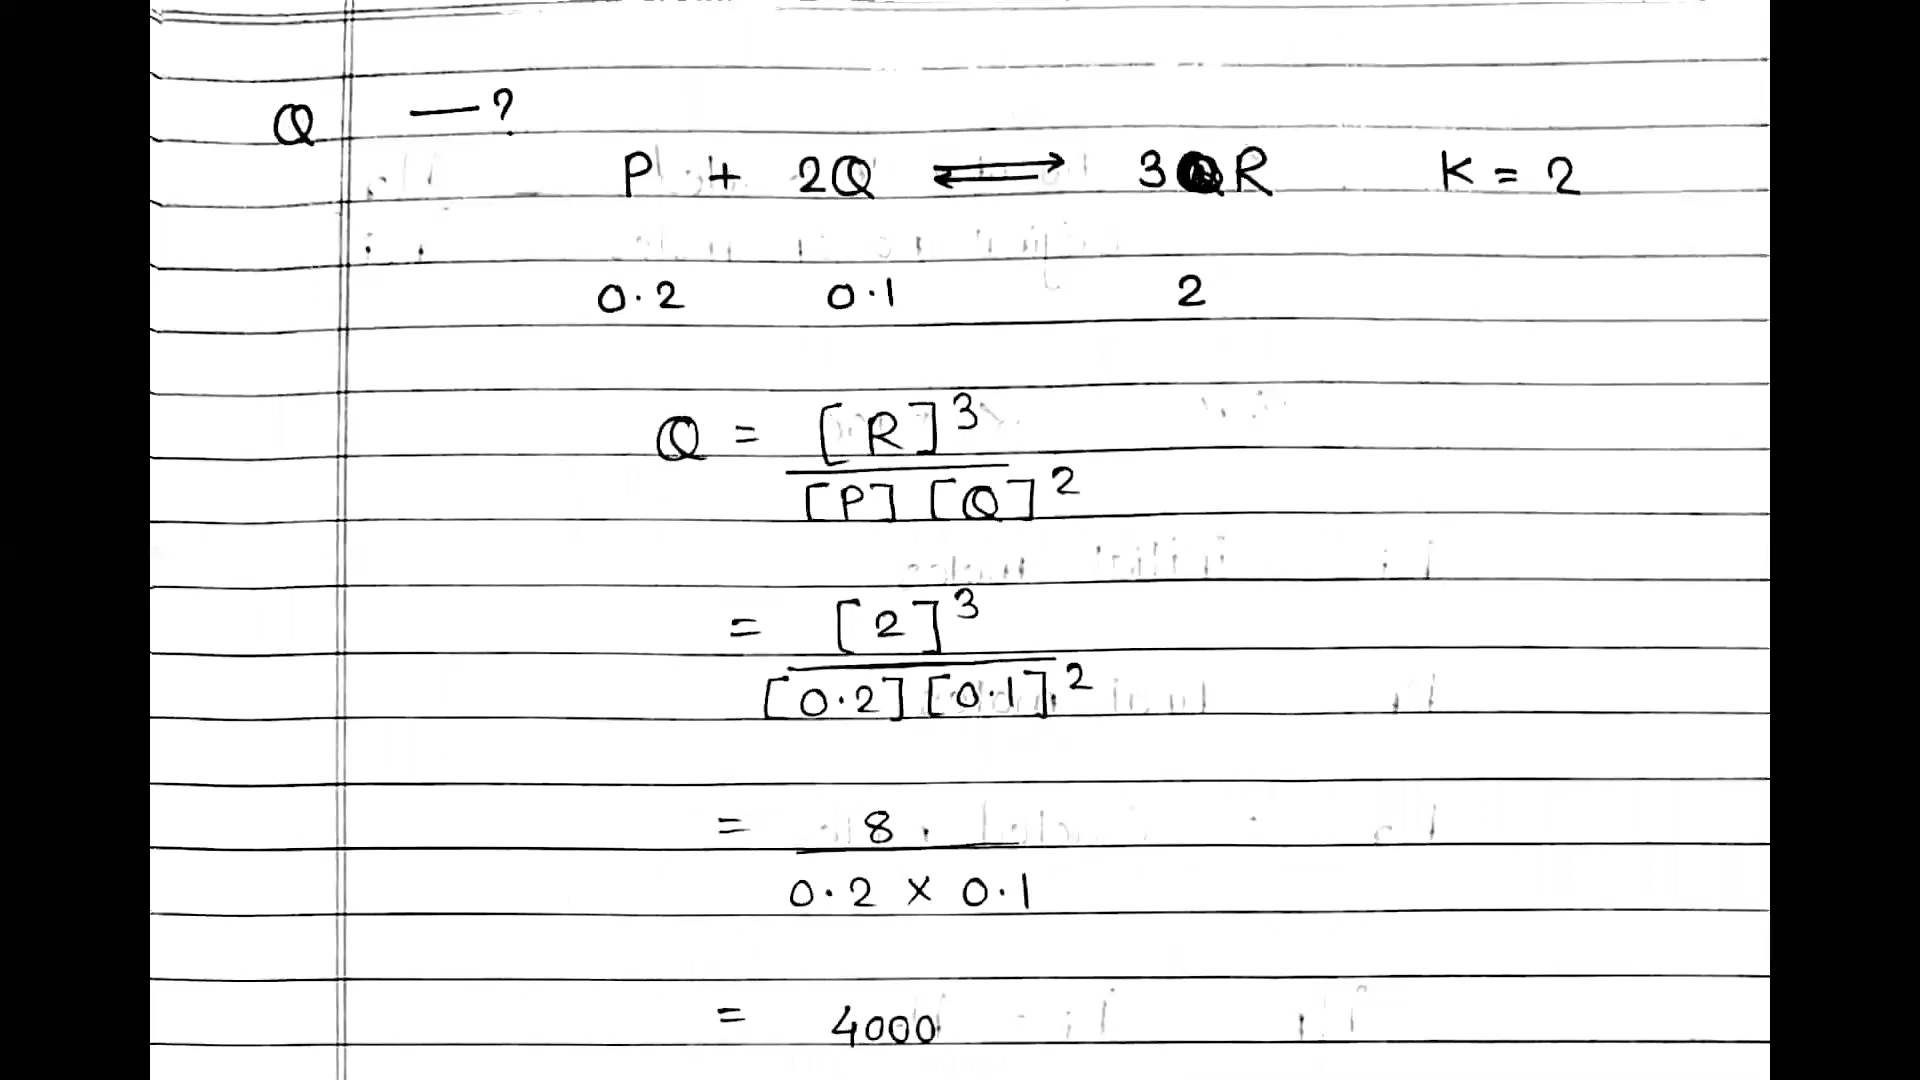 Q — ?
P + 2Q ⇌ 3 R K = 2
0.2 0.1 2
Q = [R]^3 / [P] [Q]^2
= [2]^3 / [0.2] [0.1]^2
= 8 / 0.2 × 0.1
= 4000